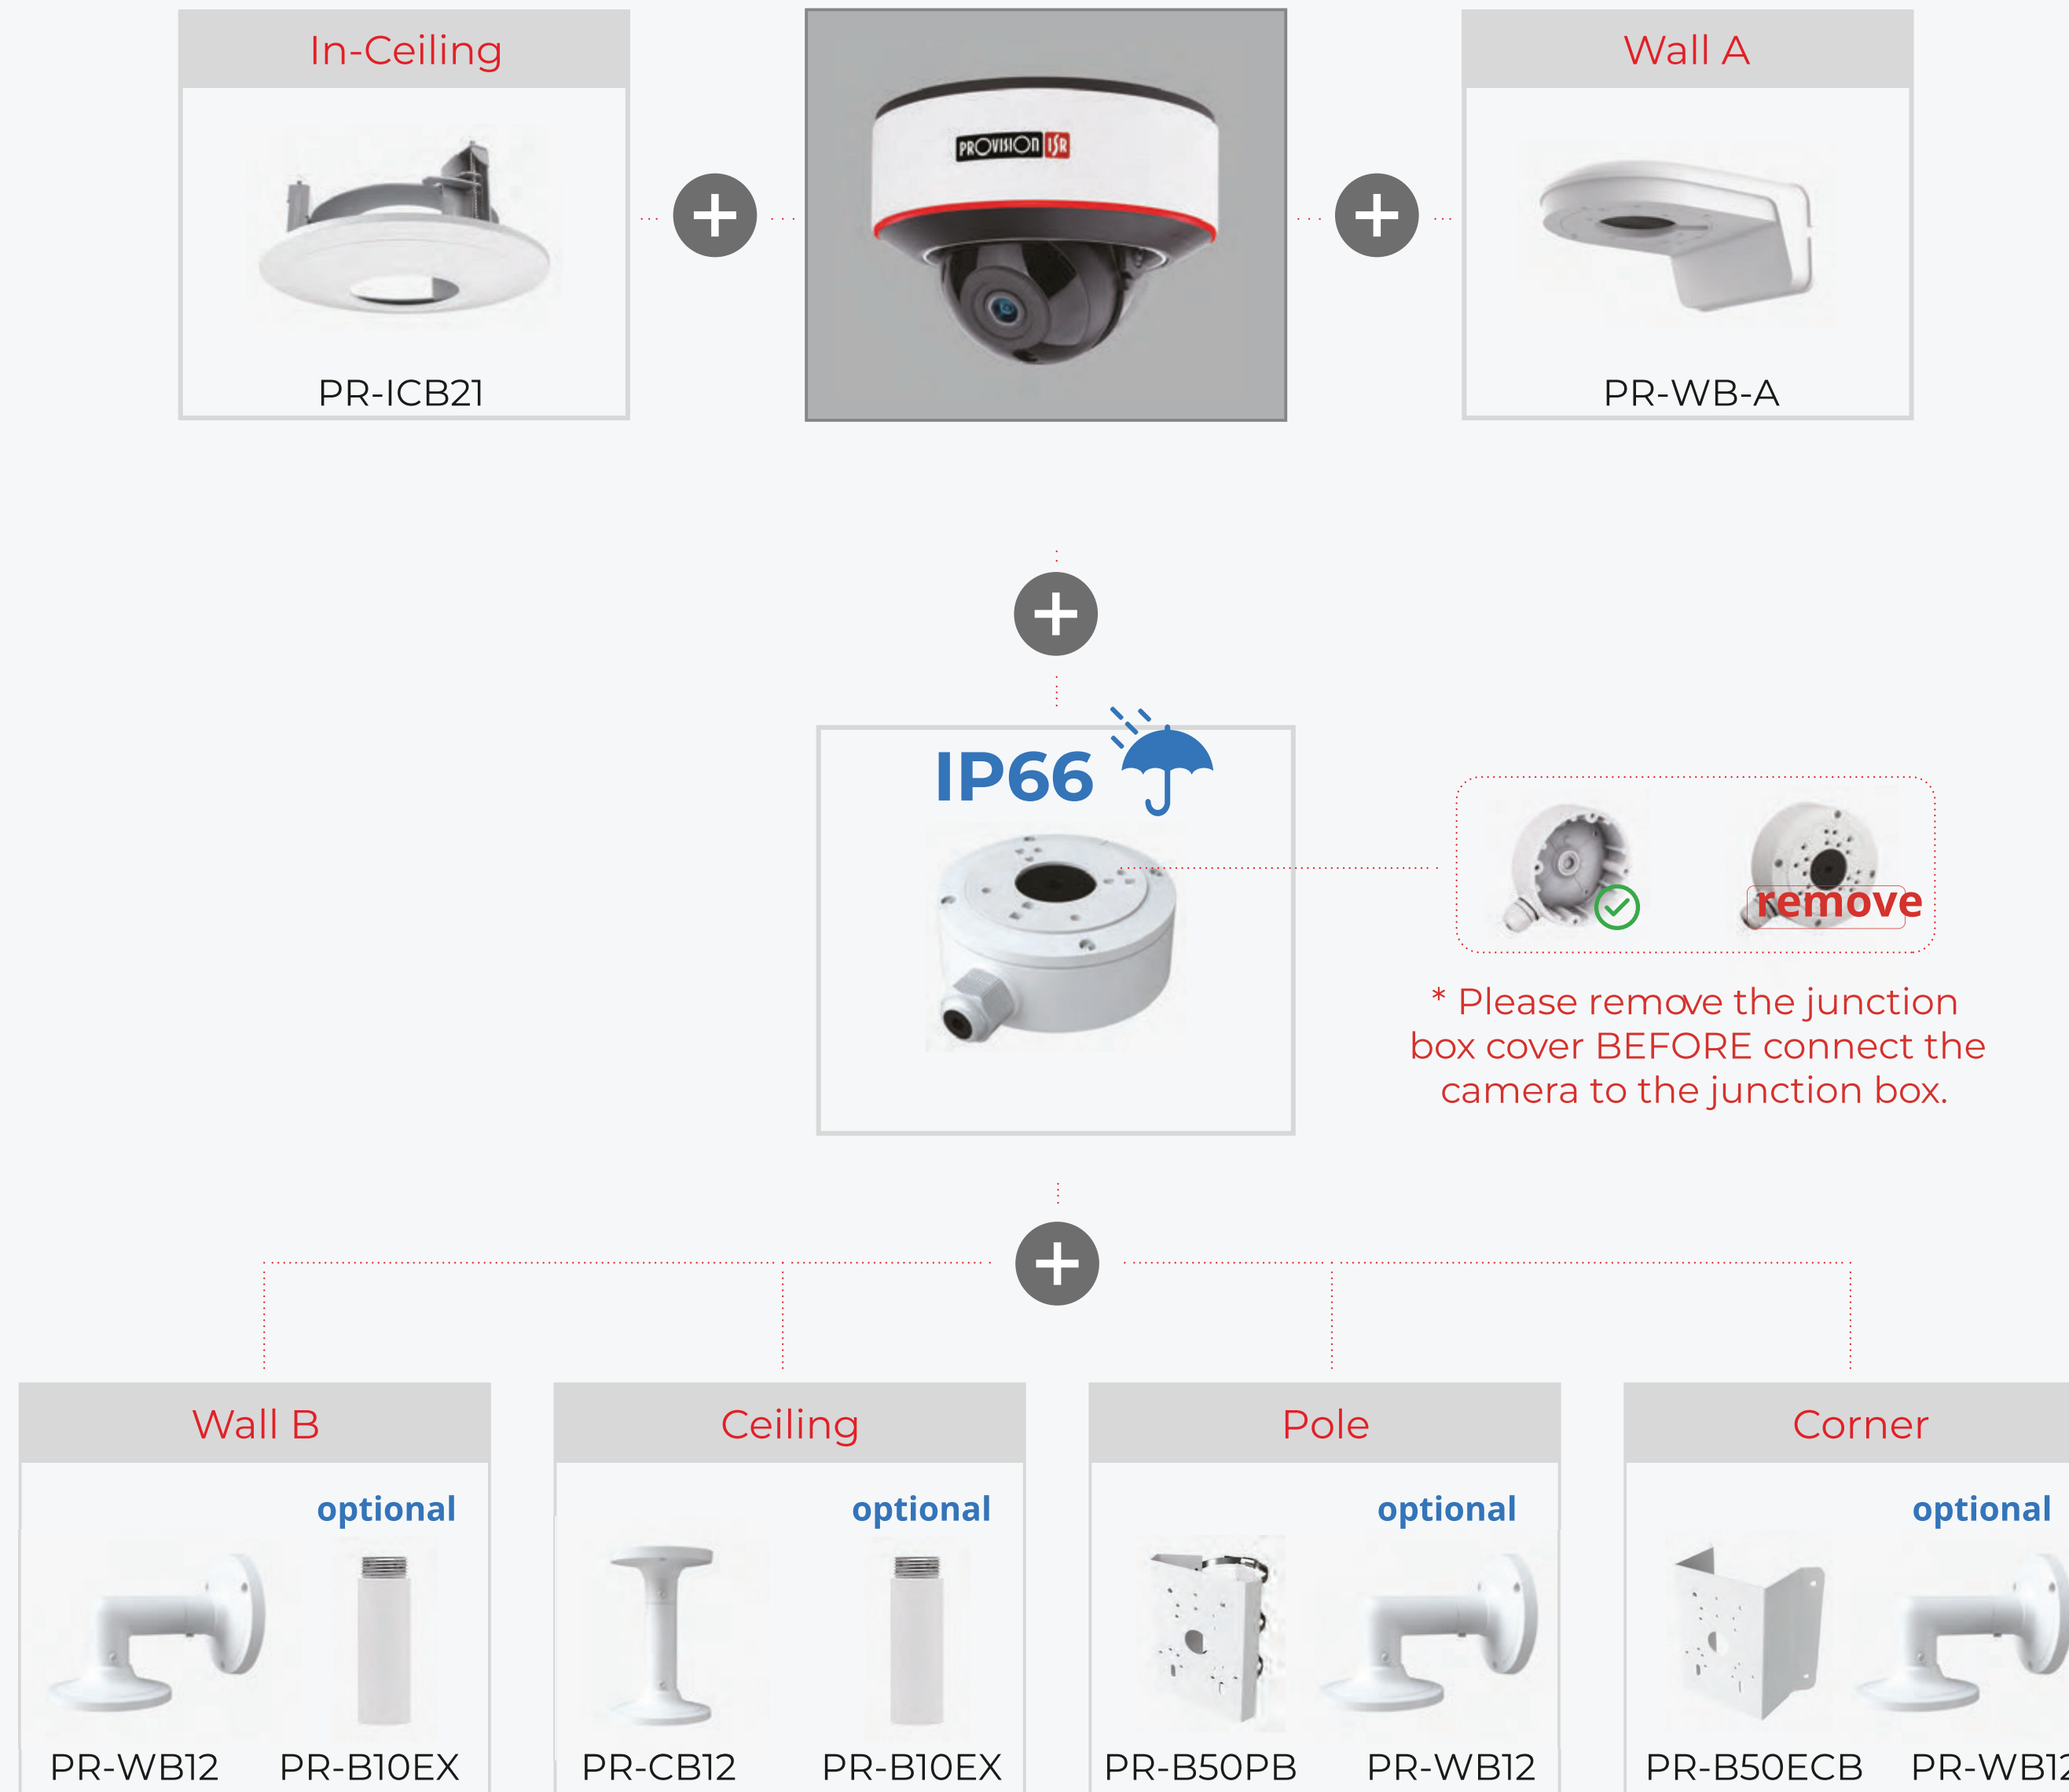 In-Ceiling
PROVISION ISR
Wall A
PR-ICB21
PR-WB-A
IP66
remove
* Please remove the junction
box cover BEFORE connect the
camera to the junction box.
Wall B
Ceiling
Pole
Corner
optional
optional
optional
optional
PR-WB12
PR-B10EX
PR-CB12
PR-B10EX
PR-B50PB
PR-WB12
PR-B50ECB
PR-WB12